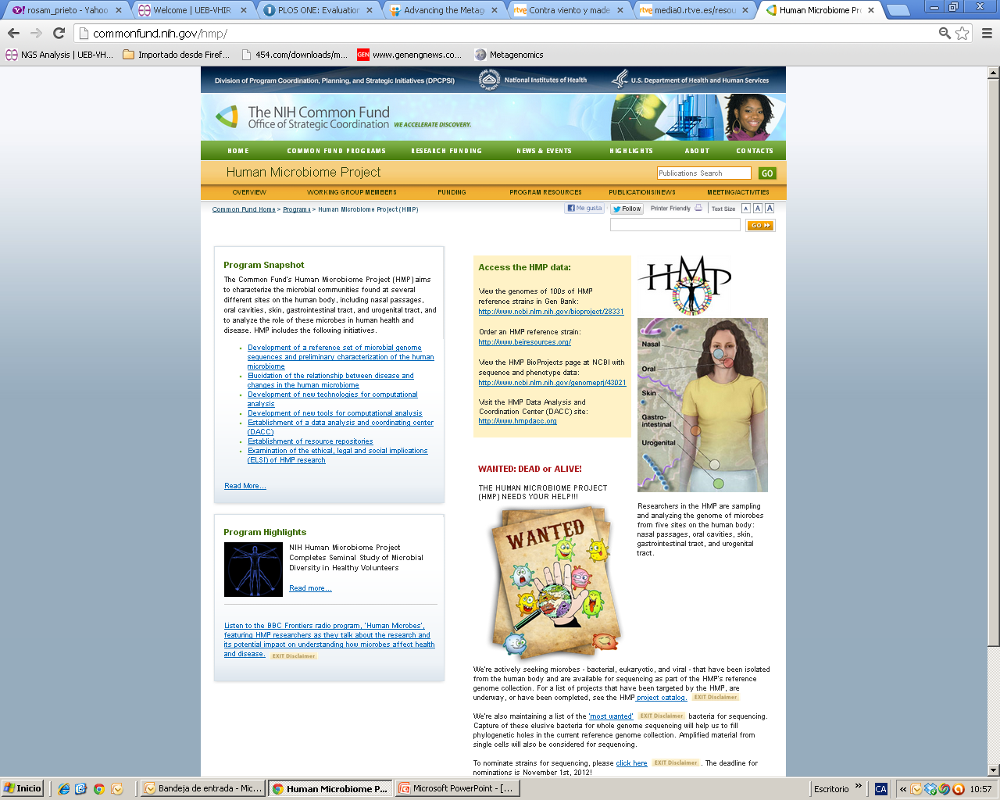 rosam_prieto - Yahoo
Welcome | UEB-VHIR
PLOS ONE: Evaluation
Advancing the Metage
Contra viento y made
media0.rtve.es/resou
Human Microbiome Pr
commonfund.nih.gov/hmp/
NGS Analysis | UEB-VH...
Importado desde Firef...
454.com/downloads/m...
GEN www.genengnews.co...
Metagenomics
Division of Program Coordination, Planning, and Strategic Initiatives (DPCPSI)
National Institutes of Health
U.S. Department of Health and Human Services
The NIH Common Fund
Office of Strategic Coordination WE ACCELERATE DISCOVERY.
HOME COMMON FUND PROGRAMS RESEARCH FUNDING NEWS & EVENTS HIGHLIGHTS ABOUT CONTACTS
Human Microbiome Project
Publications Search GO
OVERVIEW WORKING GROUP MEMBERS FUNDING PROGRAM RESOURCES PUBLICATIONS/NEWS MEETING/ACTIVITIES
Common Fund Home > Programs > Human Microbiome Project (HMP)
Me gusta Follow Printer Friendly Text Size A A A
GO
Program Snapshot
The Common Fund's Human Microbiome Project (HMP) aims
to characterize the microbial communities found at several
different sites on the human body, including nasal passages,
oral cavities, skin, gastrointestinal tract, and urogenital tract, and
to analyze the role of these microbes in human health and
disease. HMP includes the following initiatives.
Development of a reference set of microbial genome
sequences and preliminary characterization of the human
microbiome
Elucidation of the relationship between disease and
changes in the human microbiome
Development of new technologies for computational
analysis
Development of new tools for computational analysis
Establishment of a data analysis and coordinating center
(DACC)
Establishment of resource repositories
Examination of the ethical, legal and social implications
(ELSI) of HMP research
Read More...
Program Highlights
NIH Human Microbiome Project
Completes Seminal Study of Microbial
Diversity in Healthy Volunteers
Read more...
Listen to the BBC Frontiers radio program, 'Human Microbes',
featuring HMP researchers as they talk about the research and
its potential impact on understanding how microbes affect health
and disease. EXIT Disclaimer
Access the HMP data:
View the genomes of 100s of HMP
reference strains in Gen Bank:
http://www.ncbi.nlm.nih.gov/bioproject/28331
Order an HMP reference strain:
http://www.beiresources.org/
View the HMP BioProjects page at NCBI with
sequence and phenotype data:
http://www.ncbi.nlm.nih.gov/genomeprj/43021
Visit the HMP Data Analysis and
Coordination Center (DACC) site:
http://www.hmpdacc.org
HMP
Nasal
Oral
Skin
Gastro-
intestinal
Urogenital
Researchers in the HMP are sampling
and analyzing the genome of microbes
from five sites on the human body:
nasal passages, oral cavities, skin,
gastrointestinal tract, and urogenital
tract.
WANTED: DEAD or ALIVE!
THE HUMAN MICROBIOME PROJECT
(HMP) NEEDS YOUR HELP!!!
WANTED
We're actively seeking microbes - bacterial, eukaryotic, and viral - that have been isolated
from the human body and are available for sequencing as part of the HMP's reference
genome collection. For a list of projects that have been targeted by the HMP, are
underway, or have been completed, see the HMP project catalog. EXIT Disclaimer
We're also maintaining a list of the 'most wanted' EXIT Disclaimer bacteria for sequencing.
Capture of these elusive bacteria for whole genome sequencing will help us to fill
phylogenetic holes in the current reference genome collection. Amplified material from
single cells will also be considered for sequencing.
To nominate strains for sequencing, please click here EXIT Disclaimer . The deadline for
nominations is November 1st, 2012!
Inicio
Bandeja de entrada - Mic...
Human Microbiome P...
Microsoft PowerPoint - [...
Escritorio
CA
10:57